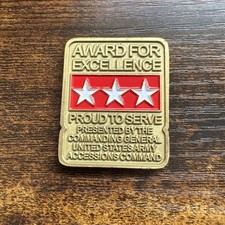 AWARD FOR
EXCELLENCE
PROUD TO SERVE
PRESENTED BY THE
COMMANDING GENERAL
UNITED STATES ARMY
ACCESSIONS COMMAND